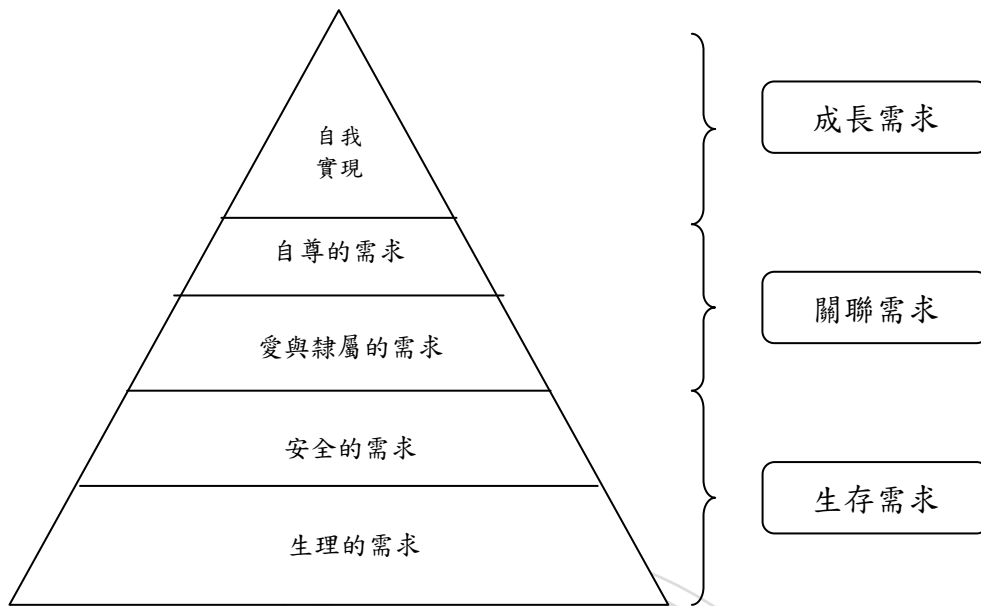 自我
實現
成長需求
自尊的需求
關聯需求
愛與隸屬的需求
安全的需求
生存需求
生理的需求